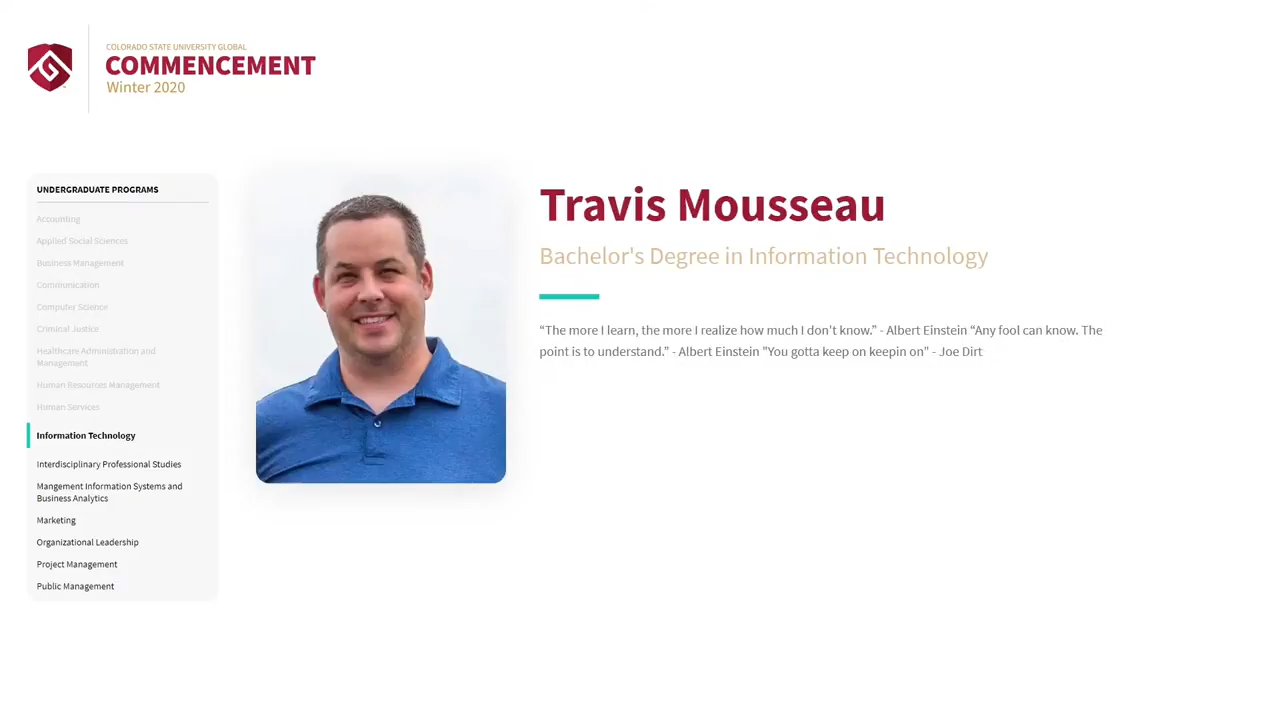 COLORADO STATE UNIVERSITY GLOBAL
COMMENCEMENT
Winter 2020
UNDERGRADUATE PROGRAMS
Accounting
Applied Social Sciences
Business Management
Communication
Computer Science
Criminal Justice
Healthcare Administration and
Management
Human Resources Management
Human Services
Information Technology
Interdisciplinary Professional Studies
Mangement Information Systems and
Business Analytics
Marketing
Organizational Leadership
Project Management
Public Management
Travis Mousseau
Bachelor's Degree in Information Technology
“The more I learn, the more I realize how much I don't know.” - Albert Einstein “Any fool can know. The
point is to understand.” - Albert Einstein "You gotta keep on keepin on" - Joe Dirt